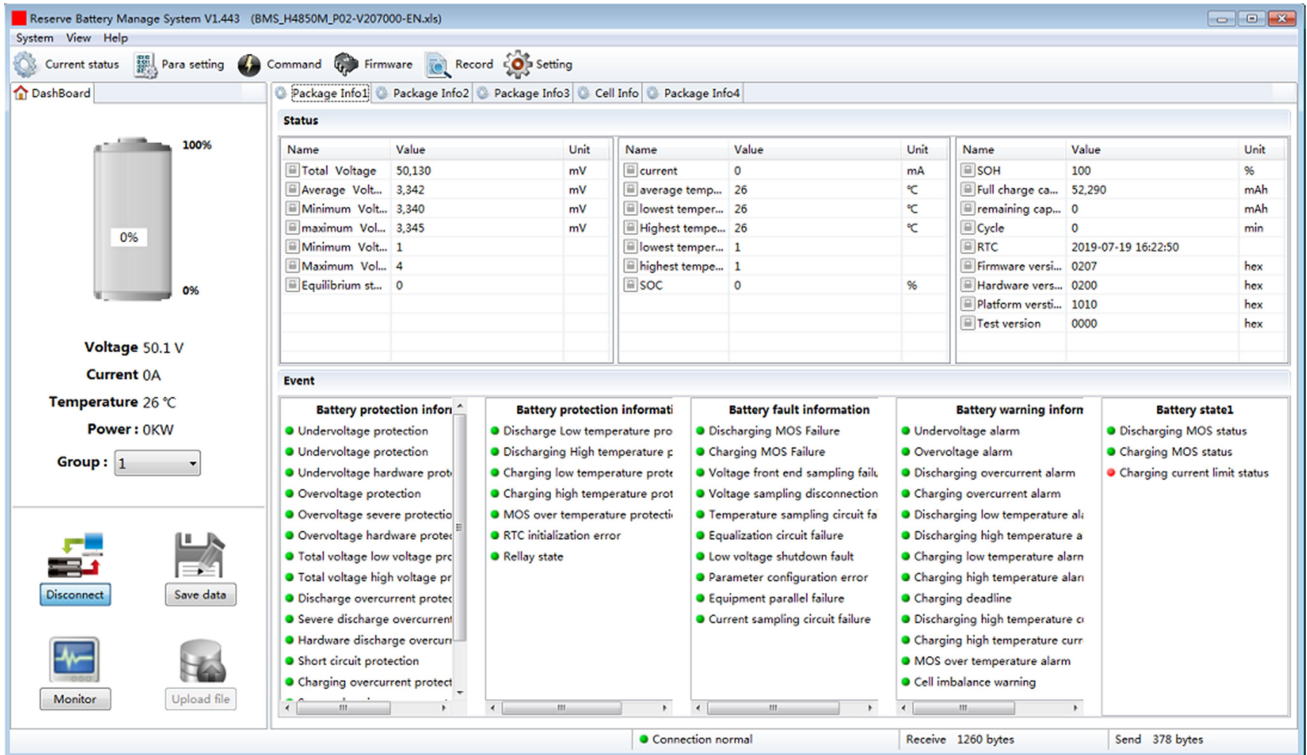 Reserve Battery Manage System V1.443 (BMS_H4850M_P02-V207000-EN.xls)
System View Help
Current status Para setting Command Firmware Record Setting
DashBoard
100%
0%
0%
Voltage 50.1 V
Current 0A
Temperature 26 ℃
Power : 0KW
Group : 1
Disconnect Save data
Monitor Upload file
Package Info1 Package Info2 Package Info3 Cell Info Package Info4
Status
Name Value Unit
Total Voltage 50,130 mV
Average Volt... 3,342 mV
Minimum Volt... 3,340 mV
maximum Vol... 3,345 mV
Minimum Volt... 1
Maximum Vol... 4
Equilibrium st... 0
Name Value Unit
current 0 mA
average temp... 26 ℃
lowest temper... 26 ℃
Highest tempe... 26 ℃
lowest temper... 1
highest tempe... 1
SOC 0 %
Name Value Unit
SOH 100 %
Full charge ca... 52,290 mAh
remaining cap... 0 mAh
Cycle 0 min
RTC 2019-07-19 16:22:50
Firmware versi... 0207 hex
Hardware vers... 0200 hex
Platform versti... 1010 hex
Test version 0000 hex
Event
Battery protection inforn
Undervoltage protection
Undervoltage protection
Undervoltage hardware prote
Overvoltage protection
Overvoltage severe protectio
Overvoltage hardware protec
Total voltage low voltage pro
Total voltage high voltage pr
Discharge overcurrent protec
Severe discharge overcurrent
Hardware discharge overcurr
Short circuit protection
Charging overcurrent protect
Battery protection informati
Discharge Low temperature pro
Discharging High temperature p
Charging low temperature prote
Charging high temperature prot
MOS over temperature protectic
RTC initialization error
Rellay state
Battery fault information
Discharging MOS Failure
Charging MOS Failure
Voltage front end sampling failu
Voltage sampling disconnection
Temperature sampling circuit fa
Equalization circuit failure
Low voltage shutdown fault
Parameter configuration error
Equipment parallel failure
Current sampling circuit failure
Battery warning inforn
Undervoltage alarm
Overvoltage alarm
Discharging overcurrent alarm
Charging overcurrent alarm
Discharging low temperature ala
Discharging high temperature a
Charging low temperature alarn
Charging high temperature alarn
Charging deadline
Discharging high temperature cu
Charging high temperature curr
MOS over temperature alarm
Cell imbalance warning
Battery state1
Discharging MOS status
Charging MOS status
Charging current limit status
Connection normal Receive 1260 bytes Send 378 bytes